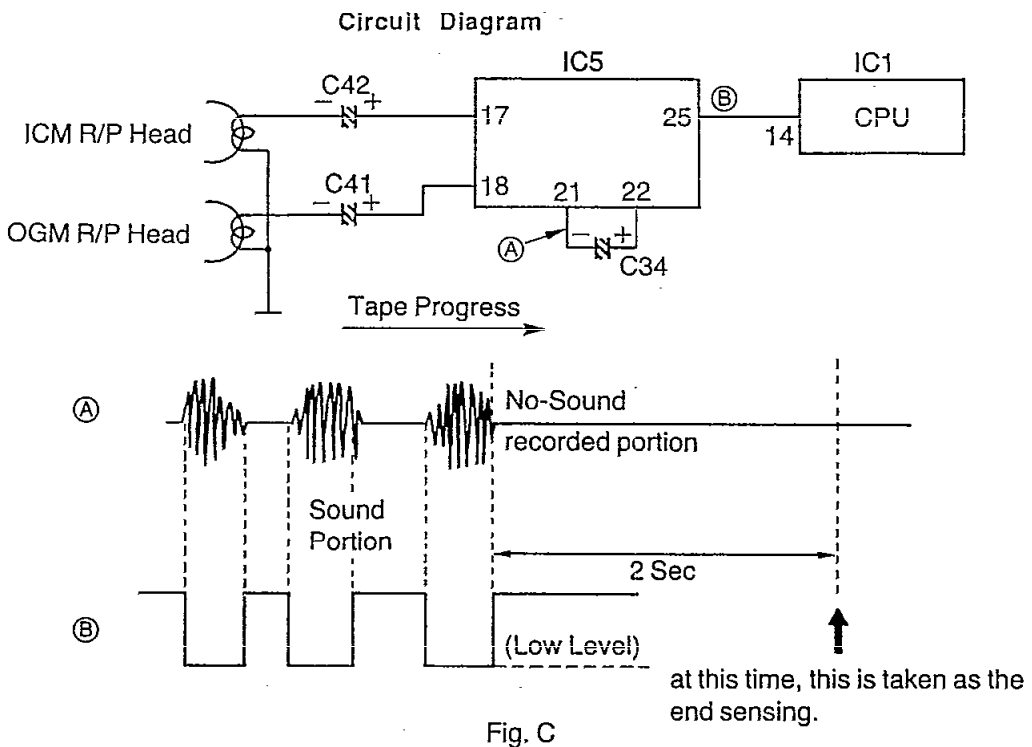 Circuit Diagram
IC5
IC1
C42
− +
17
25
Ⓑ
14
CPU
ICM R/P Head
C41
− +
18
21
22
OGM R/P Head
Ⓐ
− +
C34
Tape Progress
Ⓐ
No-Sound
recorded portion
Sound
Portion
2 Sec
Ⓑ
(Low Level)
at this time, this is taken as the
end sensing.
Fig. C